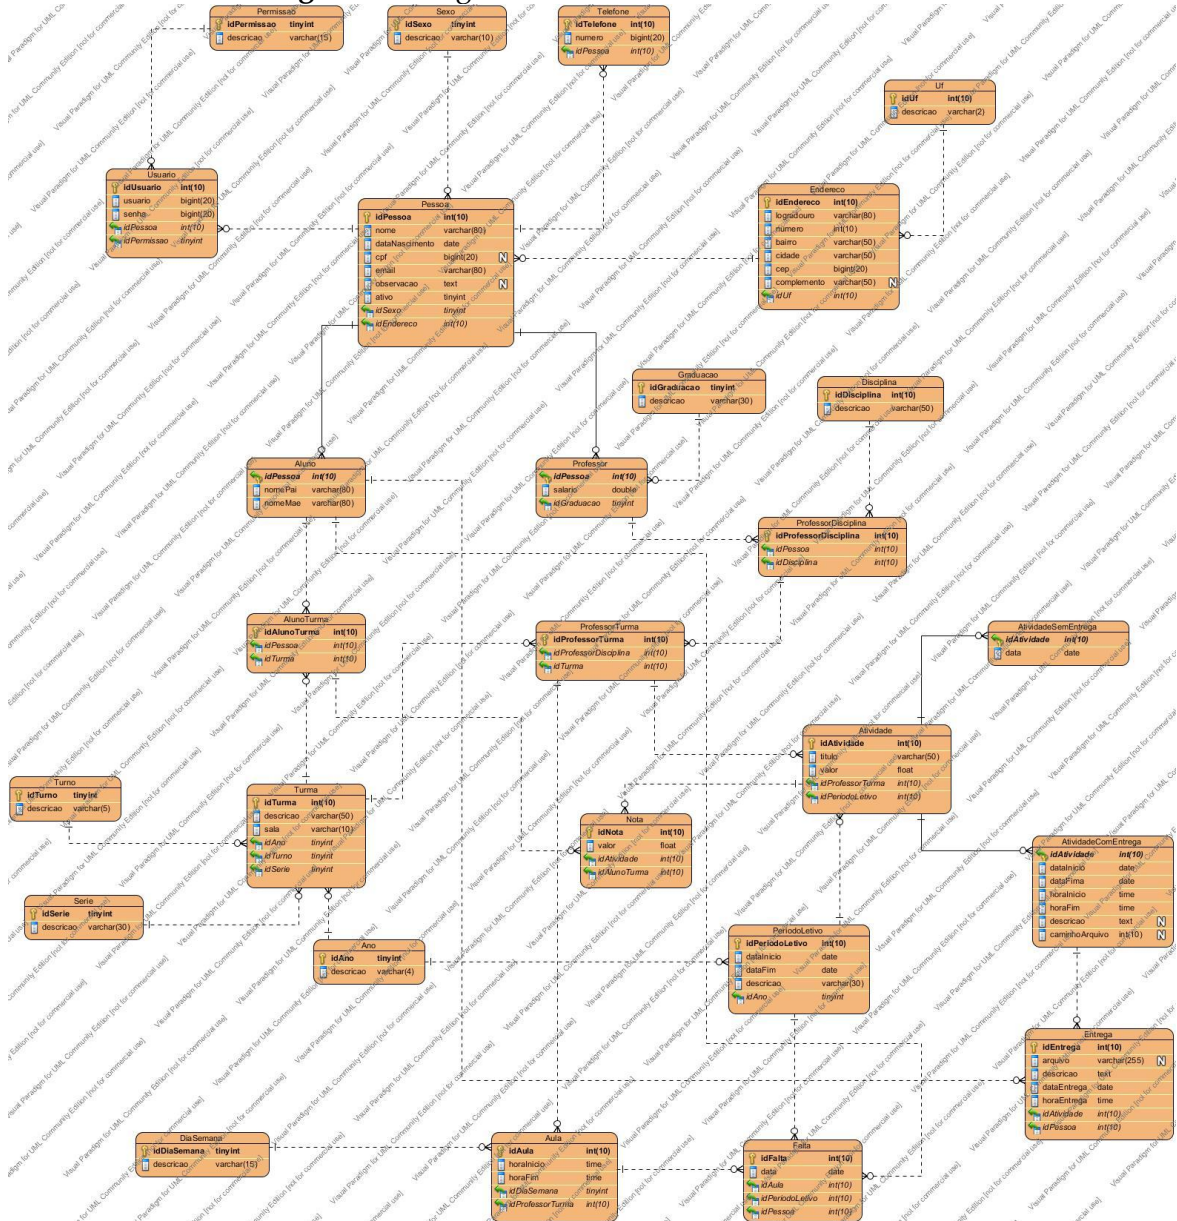 Permissao
idPermissao tinyint
descricao varchar(15)
Sexo
idSexo tinyint
descricao varchar(10)
Telefone
idTelefone int(10)
numero bigint(20)
idPessoa int(10)
Uf
idUf int(10)
descricao varchar(2)
Usuario
idUsuario int(10)
usuario bigint(20)
senha bigint(20)
idPessoa int(10)
idPermissao tinyint
Pessoa
idPessoa int(10)
nome varchar(80)
dataNascimento date
cpf bigint(20) N
email varchar(80)
observacao text N
ativo tinyint
idSexo tinyint
idEndereco int(10)
Endereco
idEndereco int(10)
logradouro varchar(80)
numero int(10)
bairro varchar(50)
cidade varchar(50)
cep bigint(20)
complemento varchar(50) N
idUf int(10)
Graduacao
idGraduacao tinyint
descricao varchar(30)
Disciplina
idDisciplina int(10)
descricao varchar(50)
Aluno
idPessoa int(10)
nomePai varchar(80)
nomeMae varchar(80)
Professor
idPessoa int(10)
salario double
idGraduacao tinyint
ProfessorDisciplina
idProfessorDisciplina int(10)
idPessoa int(10)
idDisciplina int(10)
AlunoTurma
idAlunoTurma int(10)
idPessoa int(10)
idTurma int(10)
ProfessorTurma
idProfessorTurma int(10)
idProfessorDisciplina int(10)
idTurma int(10)
AtividadeSemEntrega
idAtividade int(10)
data date
Atividade
idAtividade int(10)
titulo varchar(50)
valor float
idProfessorTurma int(10)
idPeriodoLetivo int(10)
Turno
idTurno tinyint
descricao varchar(5)
Turma
idTurma int(10)
descricao varchar(50)
sala varchar(10)
idAno tinyint
idTurno tinyint
idSerie tinyint
Nota
idNota int(10)
valor float
idAtividade int(10)
idAlunoTurma int(10)
AtividadeComEntrega
idAtividade int(10)
dataInicio date
dataFima date
horaInicio time
horaFim time
descricao text N
caminhoArquivo int(10) N
Serie
idSerie tinyint
descricao varchar(30)
Ano
idAno tinyint
descricao varchar(4)
PeriodoLetivo
idPeriodoLetivo int(10)
dataInicio date
dataFim date
descricao varchar(30)
idAno tinyint
Entrega
idEntrega int(10)
arquivo varchar(255) N
descricao text
dataEntrega date
horaEntrega time
idAtividade int(10)
idPessoa int(10)
DiaSemana
idDiaSemana tinyint
descricao varchar(15)
Aula
idAula int(10)
horaInicio time
horaFim time
idDiaSemana tinyint
idProfessorTurma int(10)
Falta
idFalta int(10)
data date
idAula int(10)
idPeriodoLetivo int(10)
idPessoa int(10)
Visual Paradigm for UML Community Edition [not for commercial use]